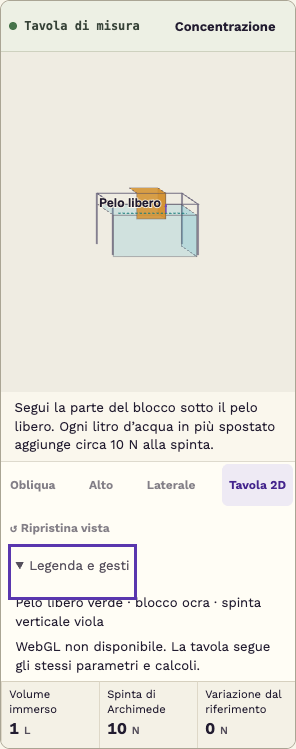 Tavola di misura
Concentrazione
Pelo libero
Segui la parte del blocco sotto il pelo
libero. Ogni litro d’acqua in più spostato
aggiunge circa 10 N alla spinta.
Obliqua Alto Laterale Tavola 2D
↺ Ripristina vista
▼ Legenda e gesti
Pelo libero verde · blocco ocra · spinta
verticale viola
WebGL non disponibile. La tavola segue
gli stessi parametri e calcoli.
Volume
immerso
1 L
Spinta di
Archimede
10 N
Variazione dal
riferimento
0 N